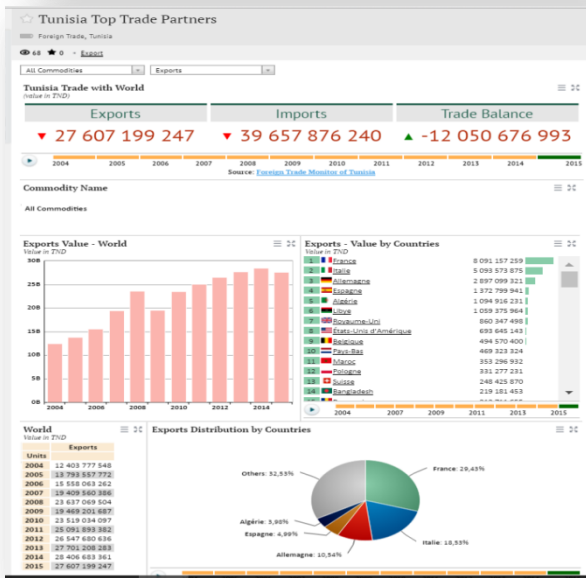 Tunisia Top Trade Partners
Foreign Trade, Tunisia
68 0 - Export
All Commodities Exports
Tunisia Trade with World
(value in TND)
Exports Imports Trade Balance
27 607 199 247 39 657 876 240 -12 050 676 993
2004 2005 2006 2007 2008 2009 2010 2011 2012 2013 2014 2015
Source: Foreign Trade Monitor of Tunisia
Commodity Name
All Commodities
Exports Value - World
Value in TND
30B
25B
20B
15B
10B
5B
0B
2004 2006 2008 2010 2012 2014
Exports - Value by Countries
Value in TND
1 France 8 091 157 259
2 Italie 5 093 573 875
3 Allemagne 2 897 099 321
4 Espagne 1 372 799 941
5 Algérie 1 094 916 231
6 Libye 1 059 375 964
7 Royaume-Uni 860 347 498
8 États-Unis d'Amérique 693 645 143
9 Belgique 494 570 400
10 Pays-Bas 469 323 324
11 Maroc 353 296 932
12 Pologne 331 277 231
13 Suisse 248 425 870
14 Bangladesh 219 181 453
2004 2007 2009 2011 2013 2015
World
Value in TND
Exports
Units
2004 12 403 777 548
2005 13 793 557 772
2006 15 558 063 262
2007 19 409 560 386
2008 23 637 069 504
2009 19 469 201 687
2010 23 519 034 097
2011 25 091 893 382
2012 26 547 680 636
2013 27 701 208 283
2014 28 406 683 361
2015 27 607 199 247
Exports Distribution by Countries
Others: 32,53%
France: 29,43%
Algérie: 3,98%
Espagne: 4,99%
Italie: 18,53%
Allemagne: 10,54%